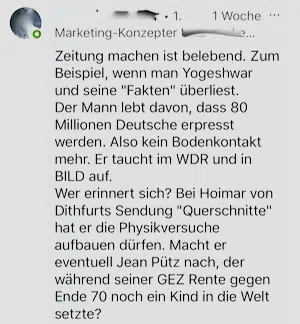 • 1.
1 Woche ...
Marketing-Konzepter
Zeitung machen ist belebend. Zum
Beispiel, wenn man Yogeshwar
und seine "Fakten" überliest.
Der Mann lebt davon, dass 80
Millionen Deutsche erpresst
werden. Also kein Bodenkontakt
mehr. Er taucht im WDR und in
BILD auf.
Wer erinnert sich? Bei Hoimar von
Dithfurts Sendung "Querschnitte"
hat er die Physikversuche
aufbauen dürfen. Macht er
eventuell Jean Pütz nach, der
während seiner GEZ Rente gegen
Ende 70 noch ein Kind in die Welt
setzte?